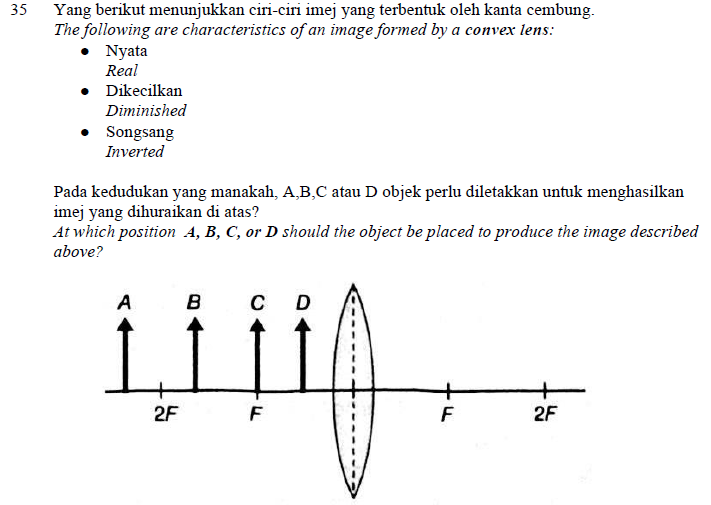 35 Yang berikut menunjukkan ciri-ciri imej yang terbentuk oleh kanta cembung.
The following are characteristics of an image formed by a convex lens:
● Nyata
Real
● Dikecilkan
Diminished
● Songsang
Inverted
Pada kedudukan yang manakah, A,B,C atau D objek perlu diletakkan untuk menghasilkan
imej yang dihuraikan di atas?
At which position A, B, C, or D should the object be placed to produce the image described
above?
A B C D
2F F F 2F